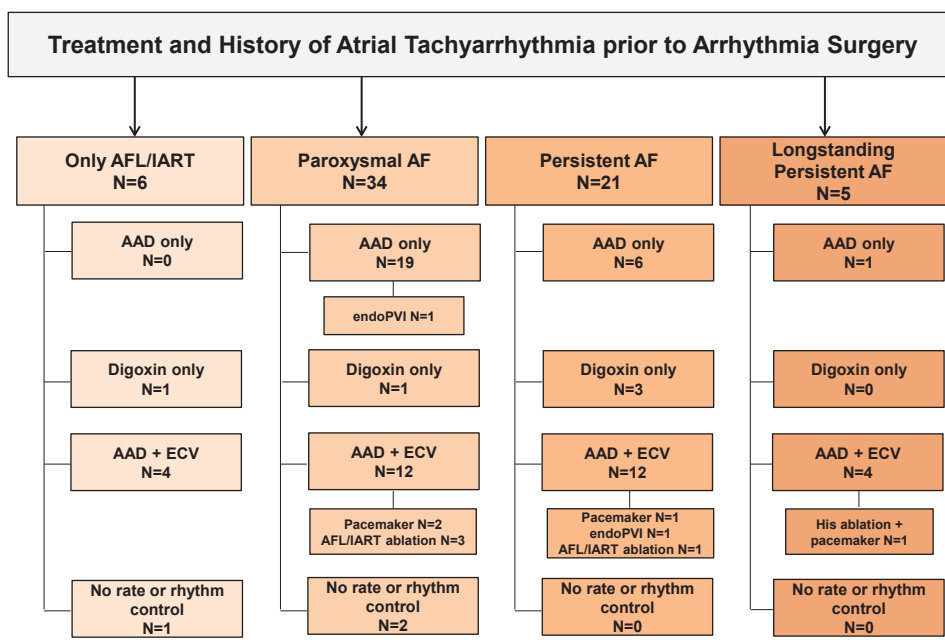 Treatment and History of Atrial Tachyarrhythmia prior to Arrhythmia Surgery
Only AFL/IART
N=6
AAD only
N=0
Digoxin only
N=1
AAD + ECV
N=4
No rate or rhythm
control
N=1
Paroxysmal AF
N=34
AAD only
N=19
endoPVI N=1
Digoxin only
N=1
AAD + ECV
N=12
Pacemaker N=2
AFL/IART ablation N=3
No rate or rhythm
control
N=2
Persistent AF
N=21
AAD only
N=6
Digoxin only
N=3
AAD + ECV
N=12
Pacemaker N=1
endoPVI N=1
AFL/IART ablation N=1
No rate or rhythm
control
N=0
Longstanding
Persistent AF
N=5
AAD only
N=1
Digoxin only
N=0
AAD + ECV
N=4
His ablation +
pacemaker N=1
No rate or rhythm
control
N=0